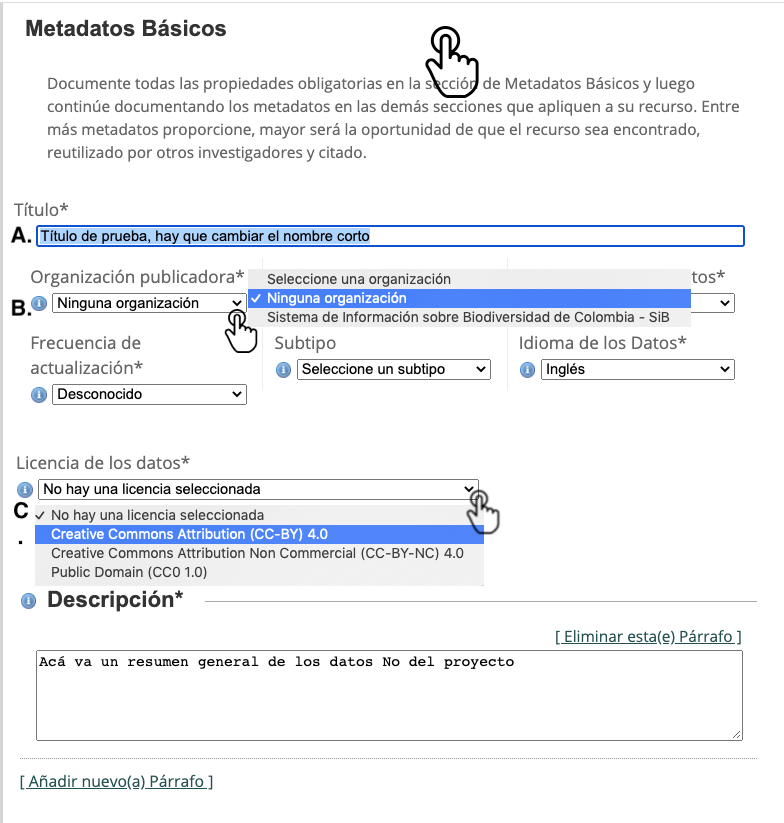 Metadatos Básicos
Documente todas las propiedades obligatorias en la sección de Metadatos Básicos y luego
continúe documentando los metadatos en las demás secciones que apliquen a su recurso. Entre
más metadatos proporcione, mayor será la oportunidad de que el recurso sea encontrado,
reutilizado por otros investigadores y citado.
Título*
A. Título de prueba, hay que cambiar el nombre corto
Organización publicadora*
tos*
B. Ninguna organización
Seleccione una organización
✓ Ninguna organización
Sistema de Información sobre Biodiversidad de Colombia - SiB
Frecuencia de
actualización*
Desconocido
Subtipo
Seleccione un subtipo
Idioma de los Datos*
Inglés
Licencia de los datos*
No hay una licencia seleccionada
C
.
✓ No hay una licencia seleccionada
Creative Commons Attribution (CC-BY) 4.0
Creative Commons Attribution Non Commercial (CC-BY-NC) 4.0
Public Domain (CC0 1.0)
Descripción*
[ Eliminar esta(e) Párrafo ]
Acá va un resumen general de los datos No del proyecto
[ Añadir nuevo(a) Párrafo ]